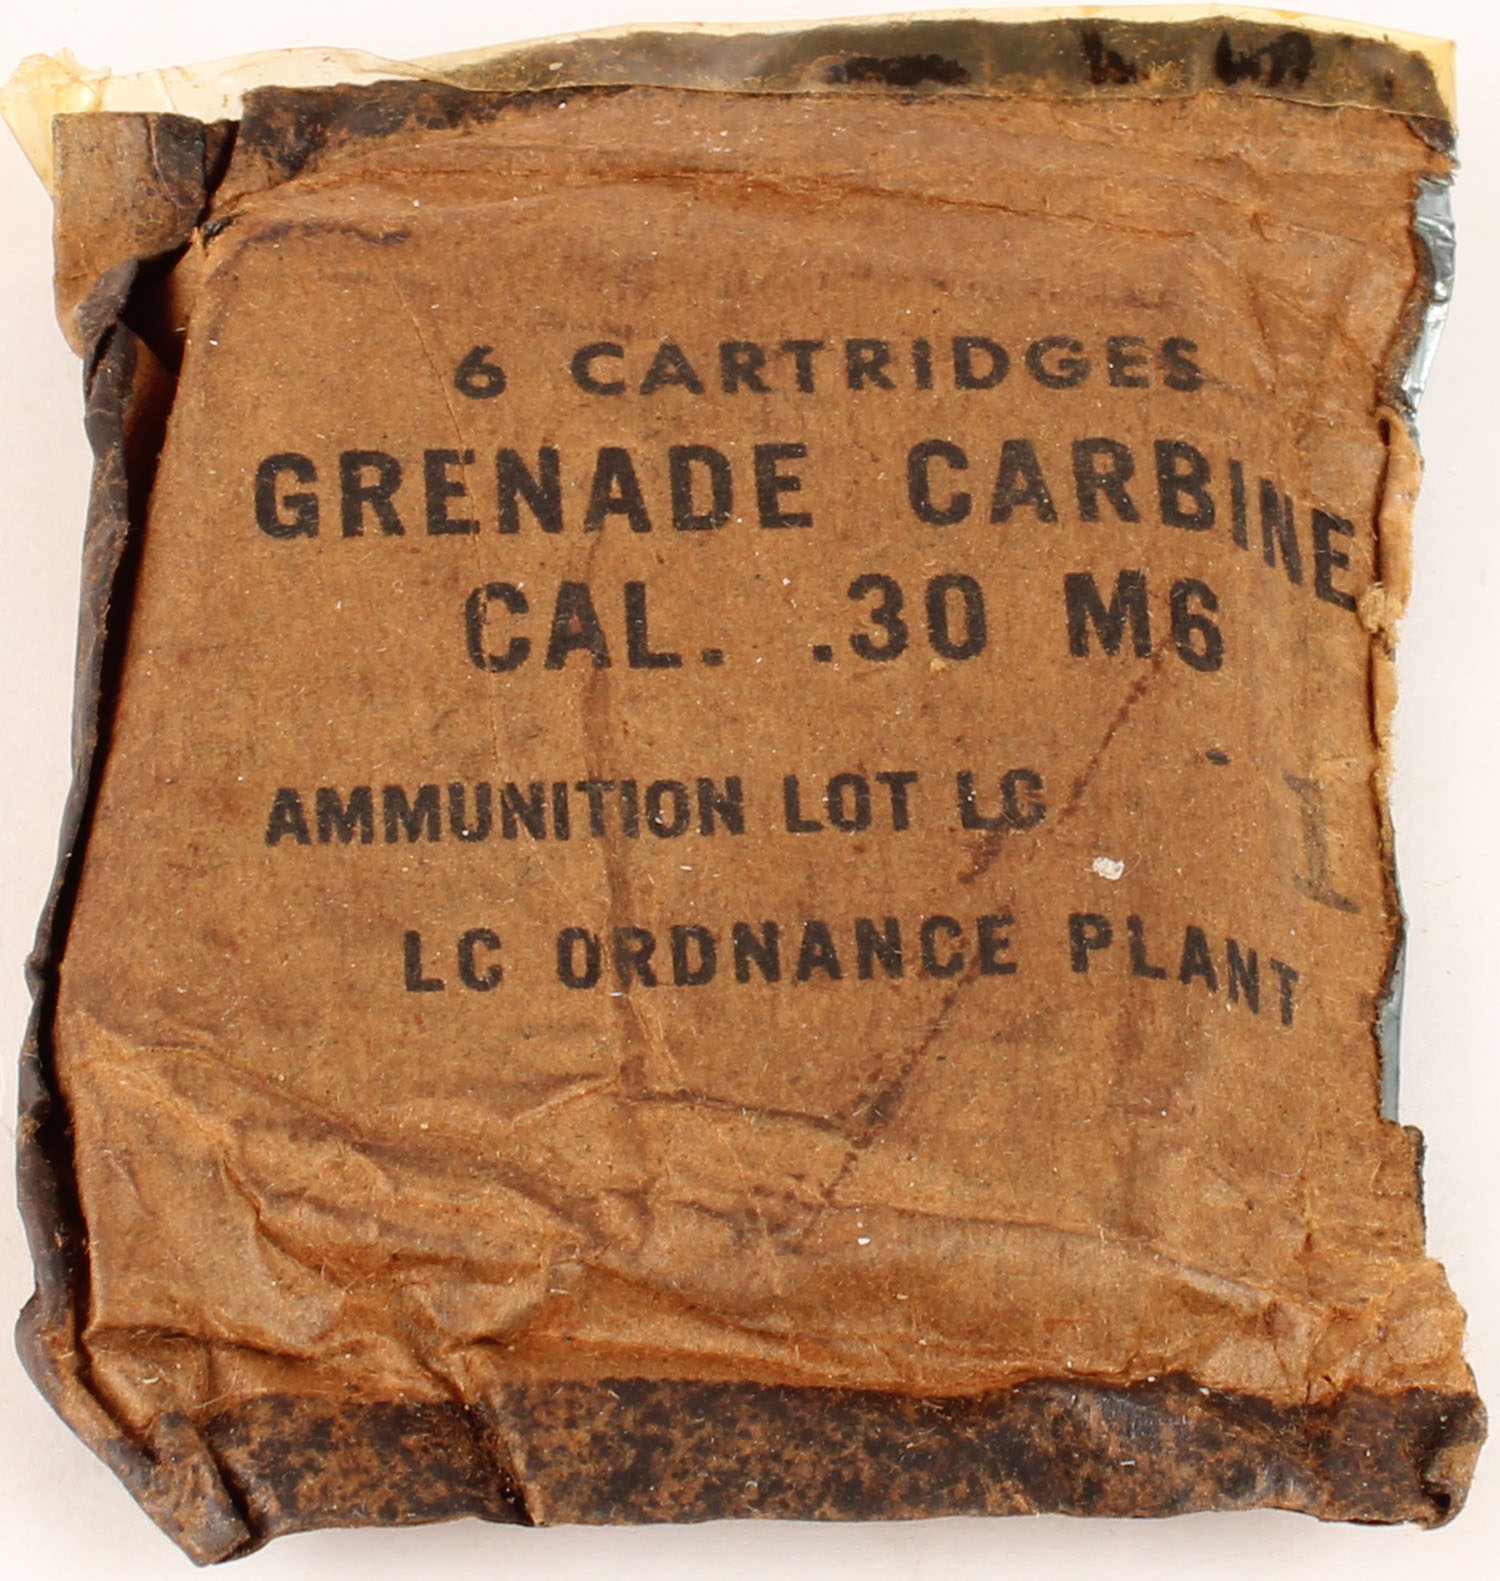 6 CARTRIDGES
GRENADE CARBINE
CAL. .30 M6
AMMUNITION LOT LC
LC ORDNANCE PLANT